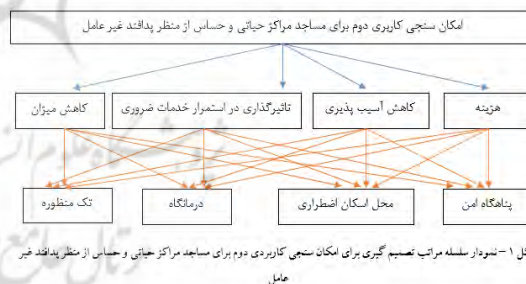 امکان سنجی کاربری دوم برای مساجد مراکز حیاتی و حساس از منظر پدافند غیر عامل
هزینه
کاهش آسیب پذیری
تاثیرگذاری در استمرار خدمات ضروری
کاهش میزان
پناهگاه امن
محل اسکان اضطراری
درمانگاه
تک منظوره
کل ۱ – نمودار سلسله مراتب تصمیم گیری برای امکان سنجی کاربردی دوم برای مساجد مراکز حیاتی و حساس از منظر پدافند غیر
عامل